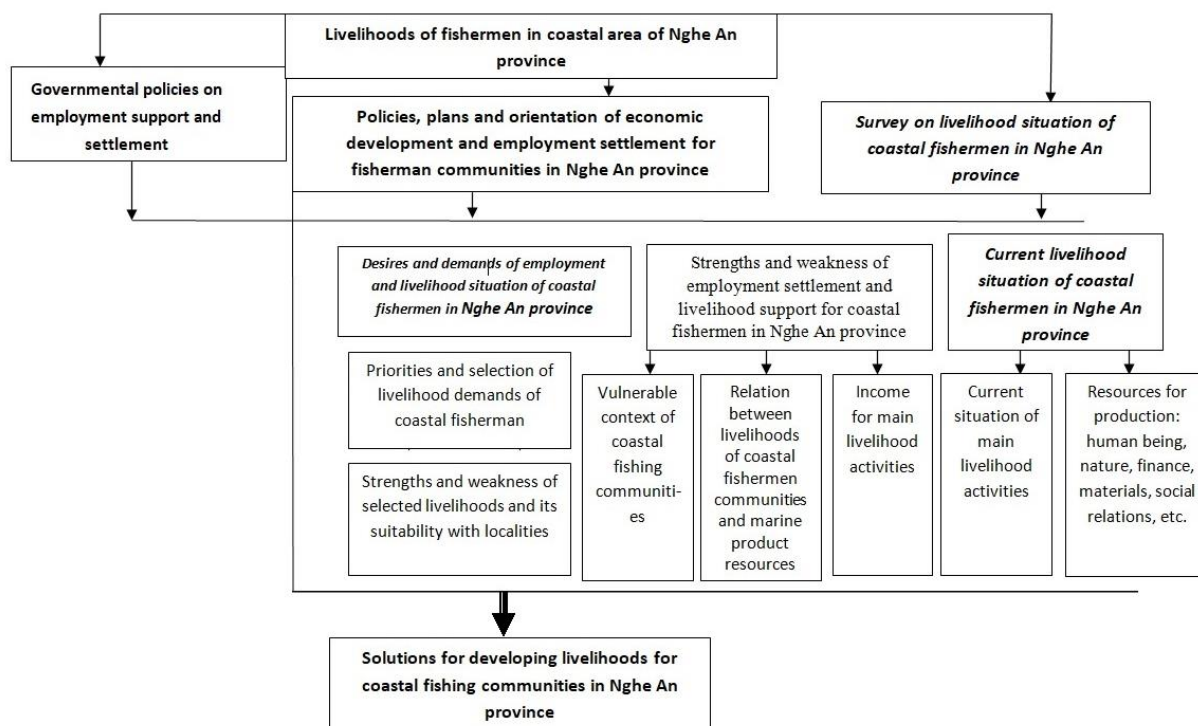 Livelihoods of fishermen in coastal area of Nghe An
province
Governmental policies on
employment support and
settlement
Policies, plans and orientation of economic
development and employment settlement for
fisherman communities in Nghe An province
Survey on livelihood situation of
coastal fishermen in Nghe An
province
Desires and demands of employment
and livelihood situation of coastal
fishermen in Nghe An province
Strengths and weakness of
employment settlement and
livelihood support for coastal
fishermen in Nghe An province
Current livelihood
situation of coastal
fishermen in Nghe An
province
Priorities and selection of
livelihood demands of
coastal fisherman
Strengths and weakness of
selected livelihoods and its
suitability with localities
Vulnerable
context of
coastal
fishing
communiti-
es
Relation
between
livelihoods
of coastal
fishermen
communities
and marine
product
resources
Income for
main
livelihood
activities
Current
situation of
main
livelihood
activities
Resources for
production:
human being,
nature, finance,
materials, social
relations, etc.
Solutions for developing livelihoods for
coastal fishing communities in Nghe An
province